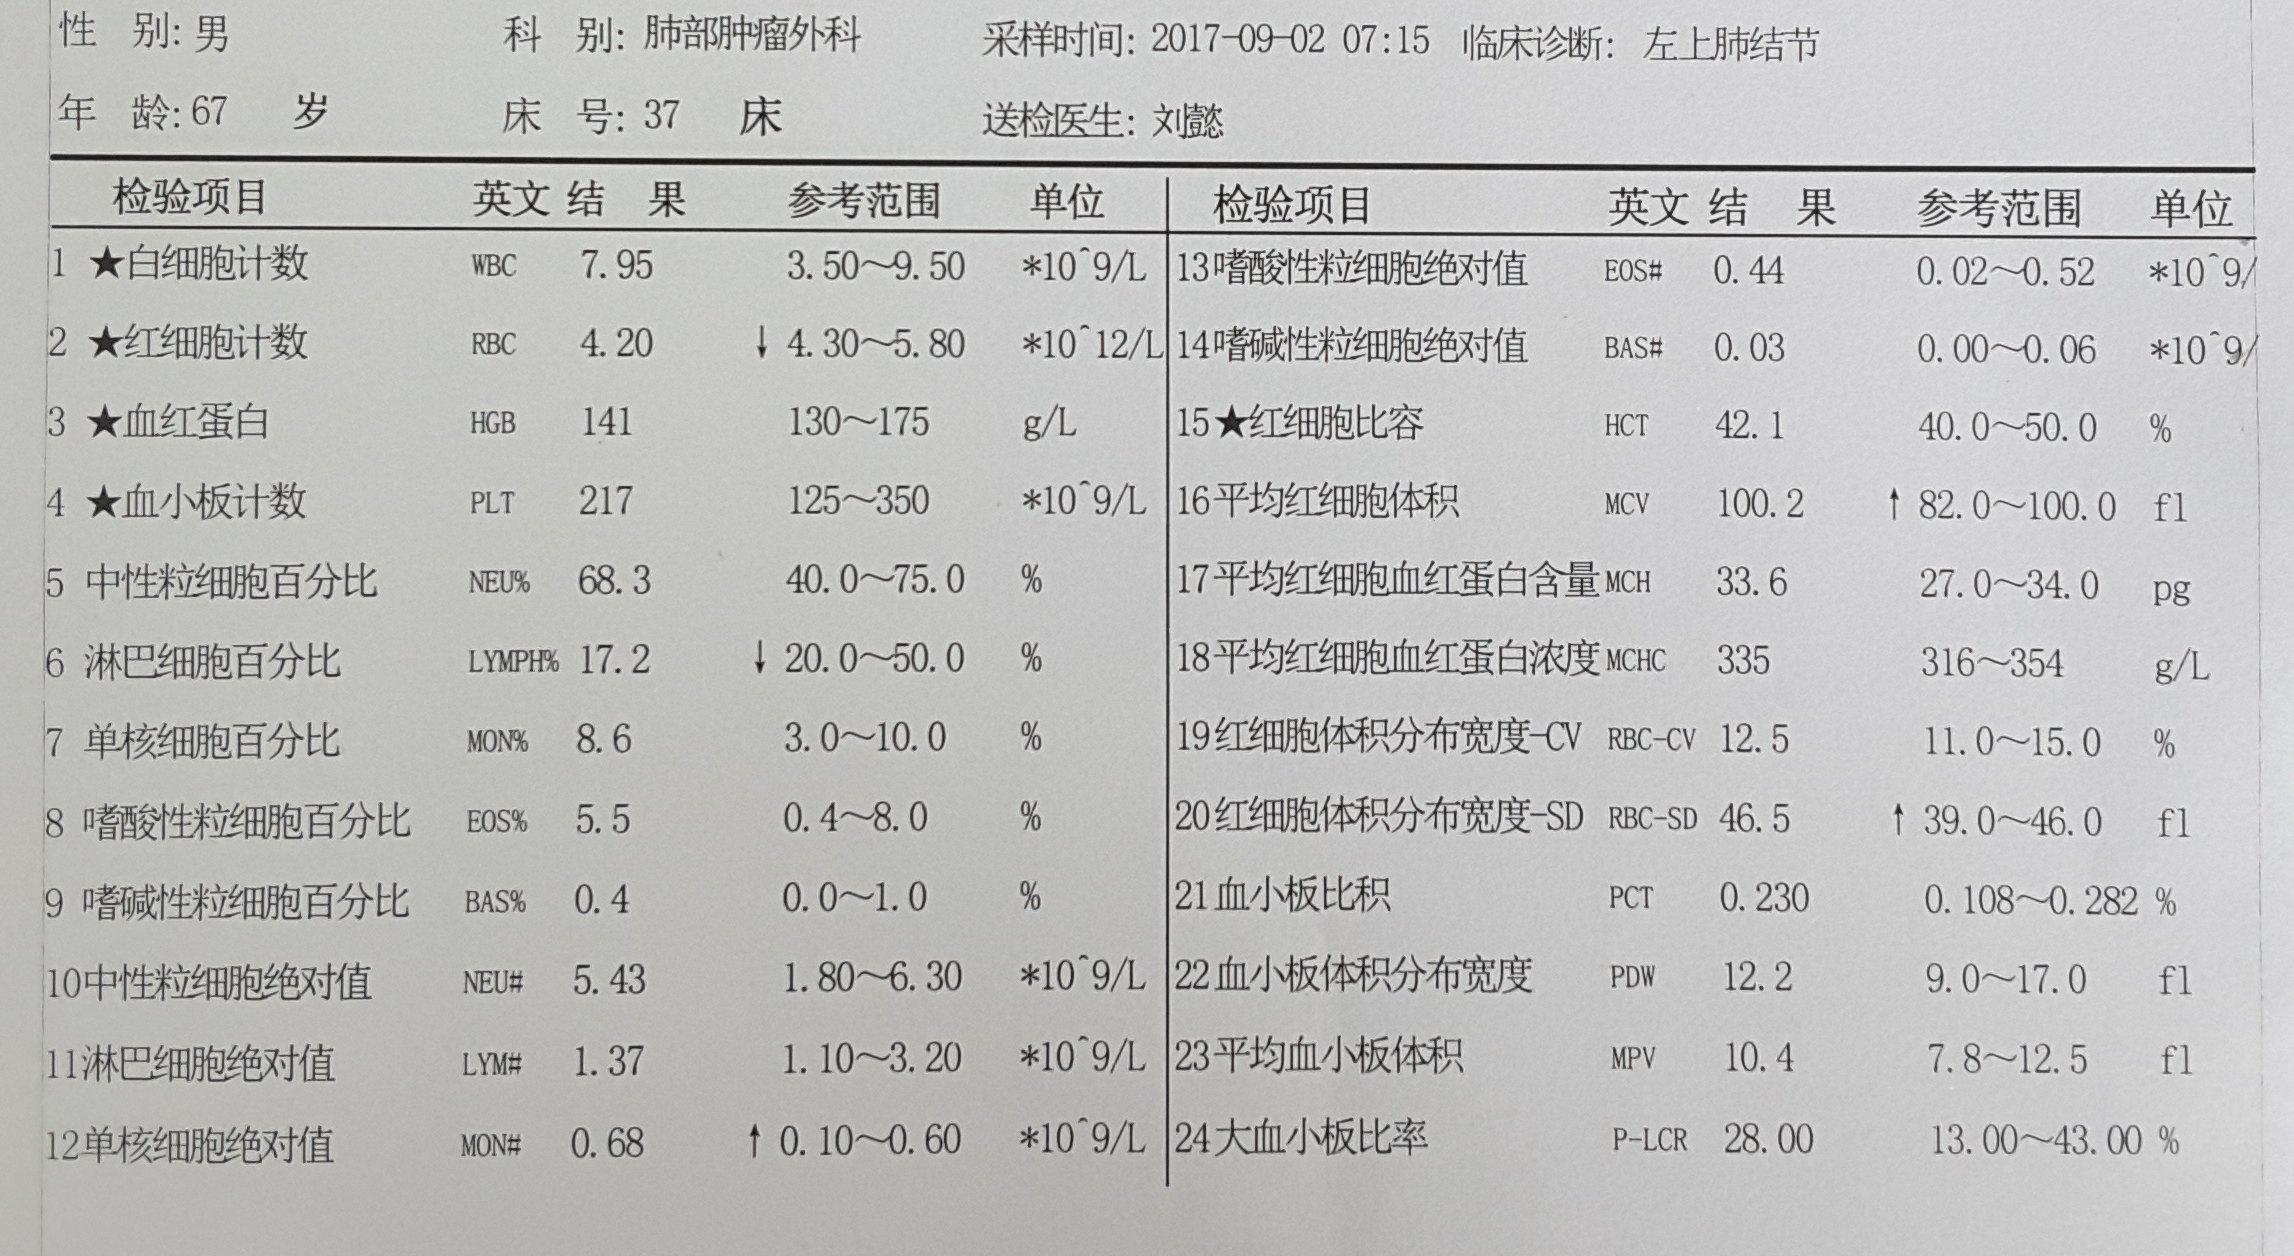 性 别: 男 科 别: 肺部肿瘤外科 采样时间: 2017-09-02 07:15 临床诊断: 左上肺结节
年 龄: 67 岁 床 号: 37 床 送检医生: 刘懿
检验项目 英文 结 果 参考范围 单位 检验项目 英文 结 果 参考范围 单位
1 ★白细胞计数 WBC 7.95 3.50~9.50 *10^9/L 13嗜酸性粒细胞绝对值 EOS# 0.44 0.02~0.52 *10^9/
2 ★红细胞计数 RBC 4.20 ↓ 4.30~5.80 *10^12/L 14嗜碱性粒细胞绝对值 BAS# 0.03 0.00~0.06 *10^9/
3 ★血红蛋白 HGB 141 130~175 g/L 15★红细胞比容 HCT 42.1 40.0~50.0 %
4 ★血小板计数 PLT 217 125~350 *10^9/L 16平均红细胞体积 MCV 100.2 ↑ 82.0~100.0 fl
5 中性粒细胞百分比 NEU% 68.3 40.0~75.0 % 17平均红细胞血红蛋白含量 MCH 33.6 27.0~34.0 pg
6 淋巴细胞百分比 LYMPH% 17.2 ↓ 20.0~50.0 % 18平均红细胞血红蛋白浓度 MCHC 335 316~354 g/L
7 单核细胞百分比 MON% 8.6 3.0~10.0 % 19红细胞体积分布宽度-CV RBC-CV 12.5 11.0~15.0 %
8 嗜酸性粒细胞百分比 EOS% 5.5 0.4~8.0 % 20红细胞体积分布宽度-SD RBC-SD 46.5 ↑ 39.0~46.0 fl
9 嗜碱性粒细胞百分比 BAS% 0.4 0.0~1.0 % 21血小板比积 PCT 0.230 0.108~0.282 %
10中性粒细胞绝对值 NEU# 5.43 1.80~6.30 *10^9/L 22血小板体积分布宽度 PDW 12.2 9.0~17.0 fl
11淋巴细胞绝对值 LYM# 1.37 1.10~3.20 *10^9/L 23平均血小板体积 MPV 10.4 7.8~12.5 fl
12单核细胞绝对值 MON# 0.68 ↑ 0.10~0.60 *10^9/L 24大血小板比率 P-LCR 28.00 13.00~43.00 %